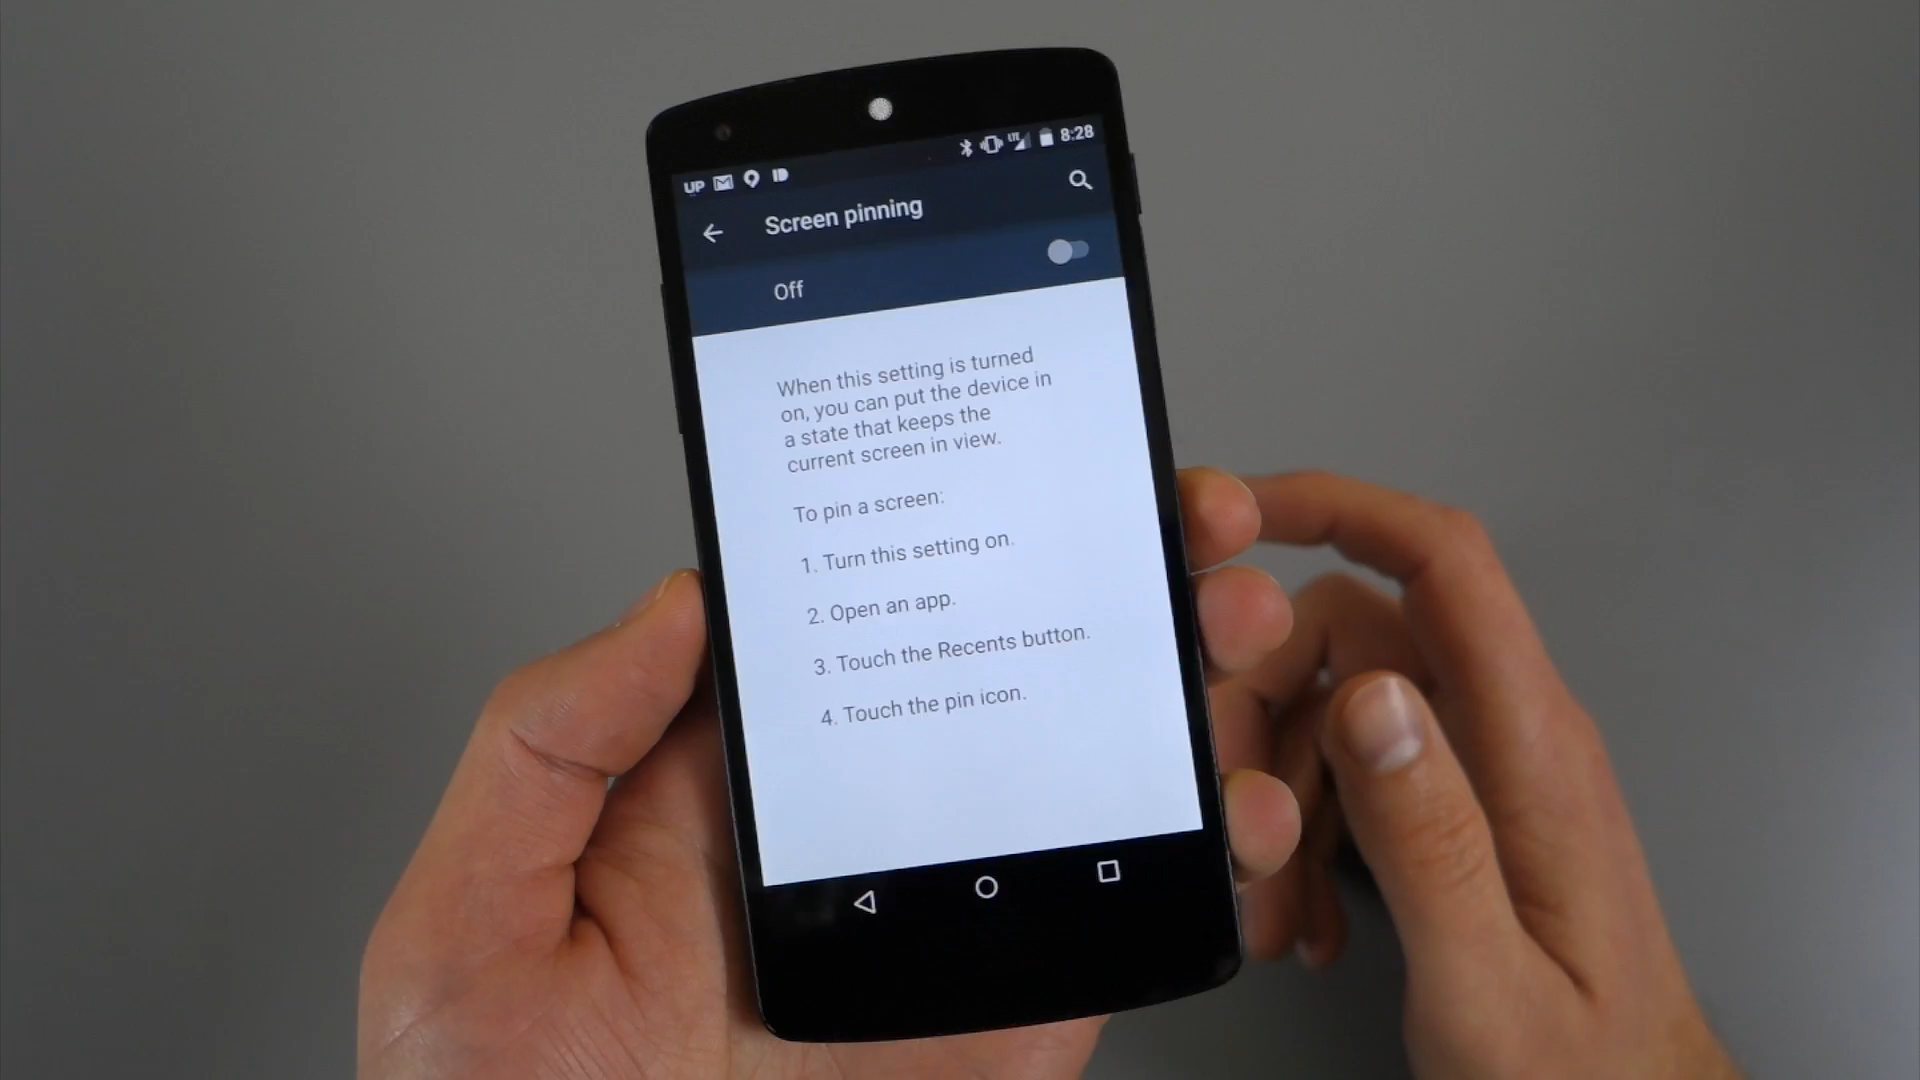 UP LTE 8:28
Screen pinning
Off
When this setting is turned
on, you can put the device in
a state that keeps the
current screen in view.
To pin a screen:
1. Turn this setting on.
2. Open an app.
3. Touch the Recents button.
4. Touch the pin icon.